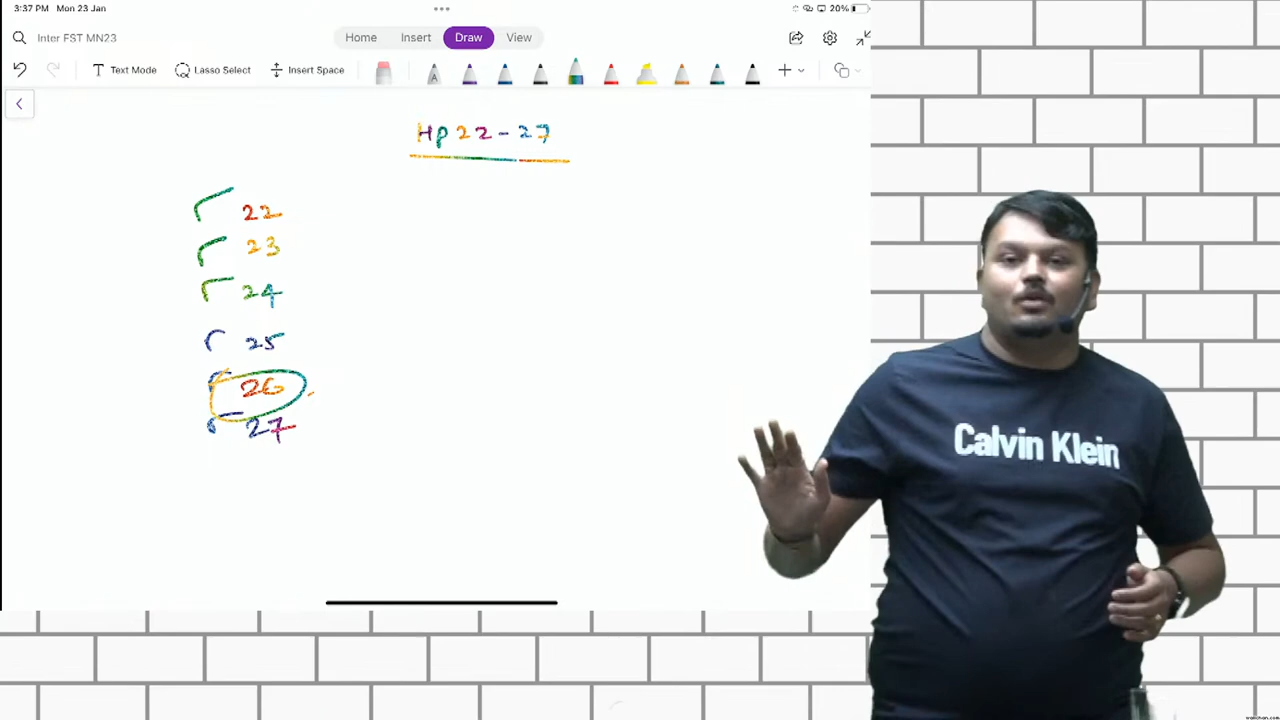 3:37 PM Mon 23 Jan
20%
Inter FST MN23
Home Insert Draw View
Text Mode Lasso Select Insert Space
HP 22-27
22
23
24
25
26
27
Calvin Klein